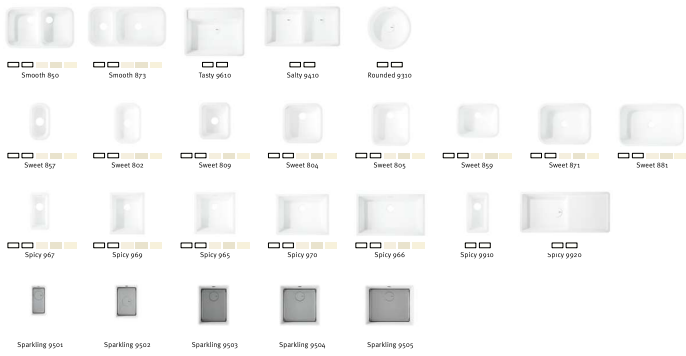 Smooth 850 Smooth 873 Tasty 9610 Salty 9410 Rounded 9310
Sweet 857 Sweet 802 Sweet 809 Sweet 804 Sweet 805 Sweet 859 Sweet 871 Sweet 881
Spicy 967 Spicy 969 Spicy 965 Spicy 970 Spicy 966 Spicy 9910 Spicy 9920
Sparkling 9501 Sparkling 9502 Sparkling 9503 Sparkling 9504 Sparkling 9505